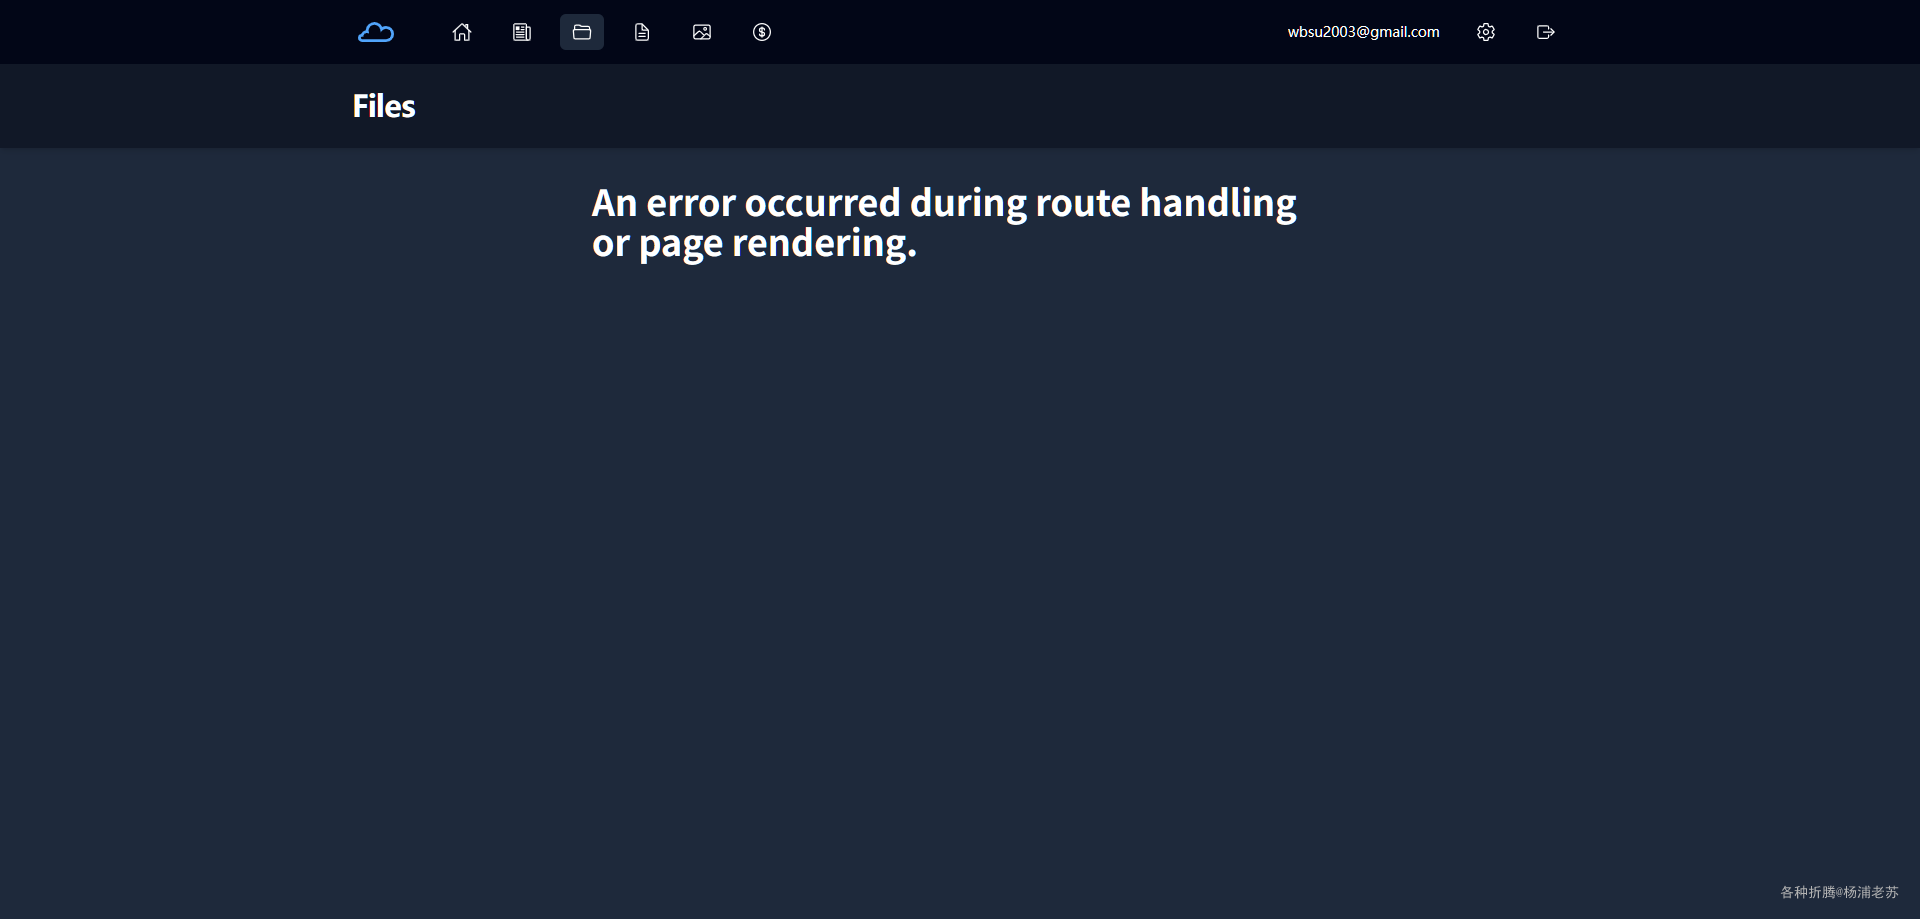 wbsu2003@gmail.com
Files
An error occurred during route handling
or page rendering.
各种折腾@杨浦老苏